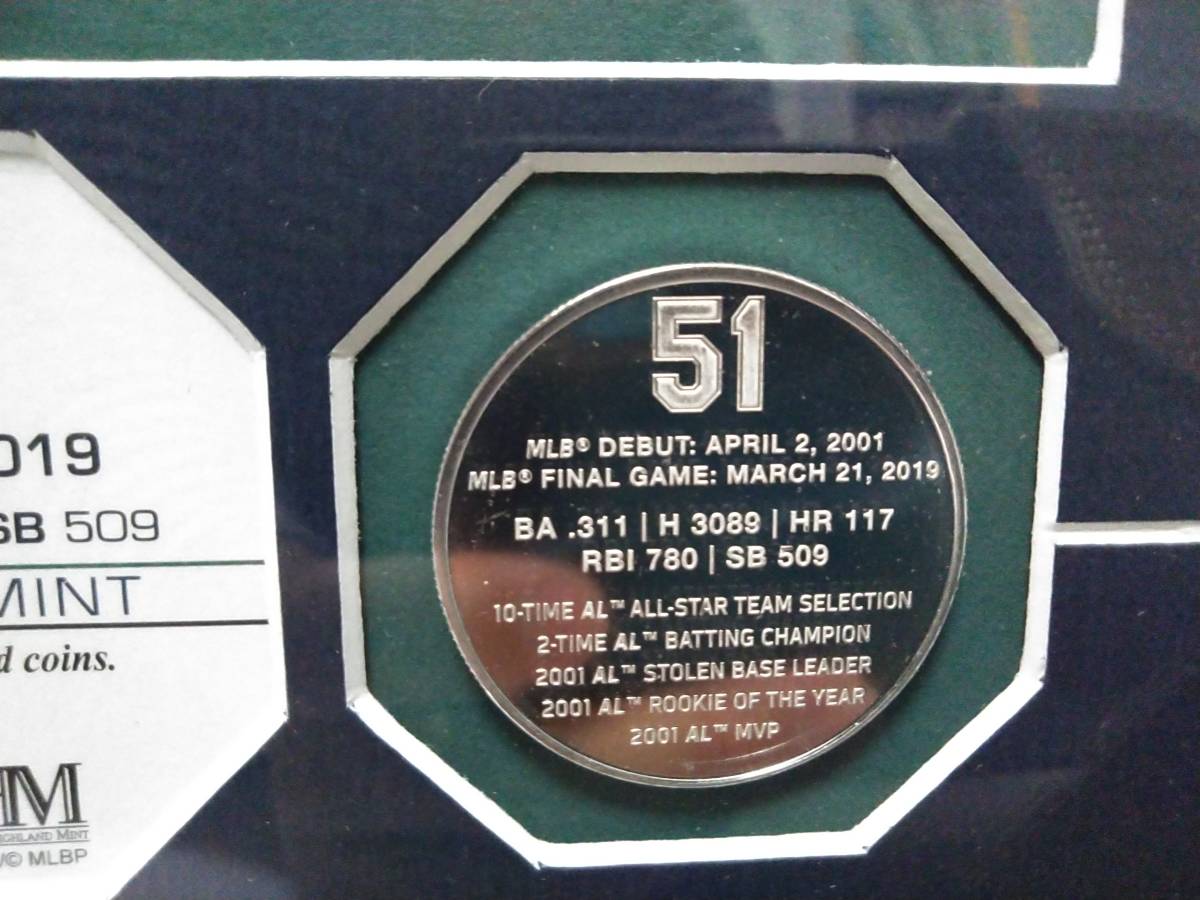 019
SB 509
MINT
d coins.
HM
HIGHLAND MINT
/© MLBP
51
MLB® DEBUT: APRIL 2, 2001
MLB® FINAL GAME: MARCH 21, 2019
BA .311 | H 3089 | HR 117
RBI 780 | SB 509
10-TIME AL™ ALL-STAR TEAM SELECTION
2-TIME AL™ BATTING CHAMPION
2001 AL™ STOLEN BASE LEADER
2001 AL™ ROOKIE OF THE YEAR
2001 AL™ MVP